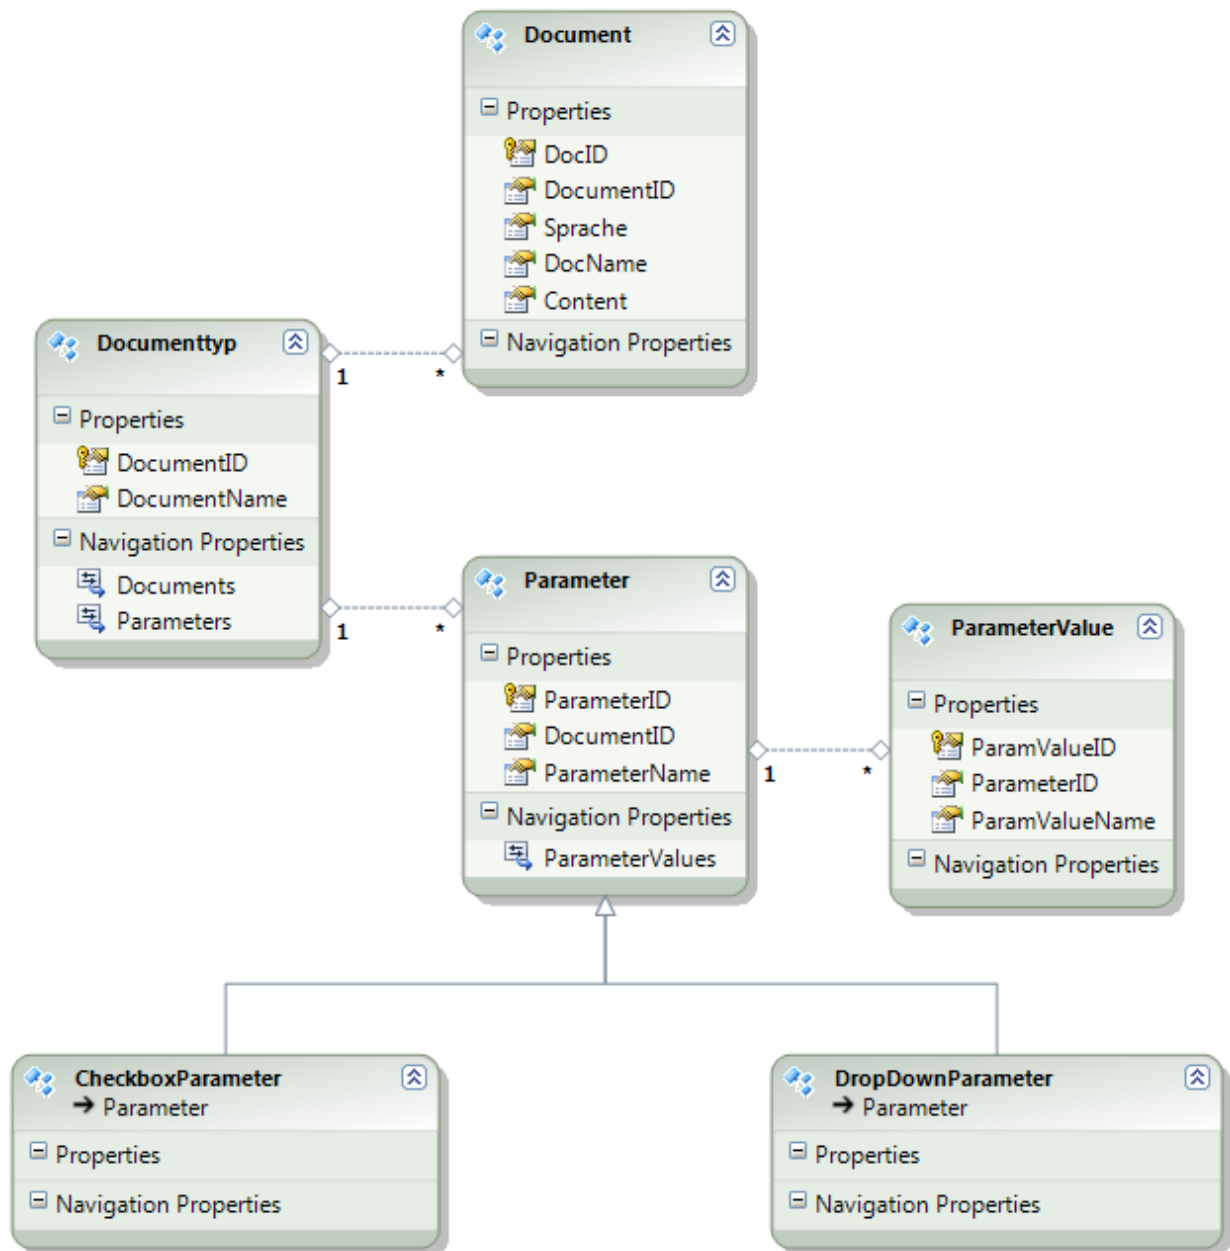 Document
Properties
DocID
DocumentID
Sprache
DocName
Content
Navigation Properties
Documenttyp
Properties
DocumentID
DocumentName
Navigation Properties
Documents
Parameters
1 *
1 *
Parameter
Properties
ParameterID
DocumentID
ParameterName
Navigation Properties
ParameterValues
1 *
ParameterValue
Properties
ParamValueID
ParameterID
ParamValueName
Navigation Properties
CheckboxParameter
→ Parameter
Properties
Navigation Properties
DropDownParameter
→ Parameter
Properties
Navigation Properties